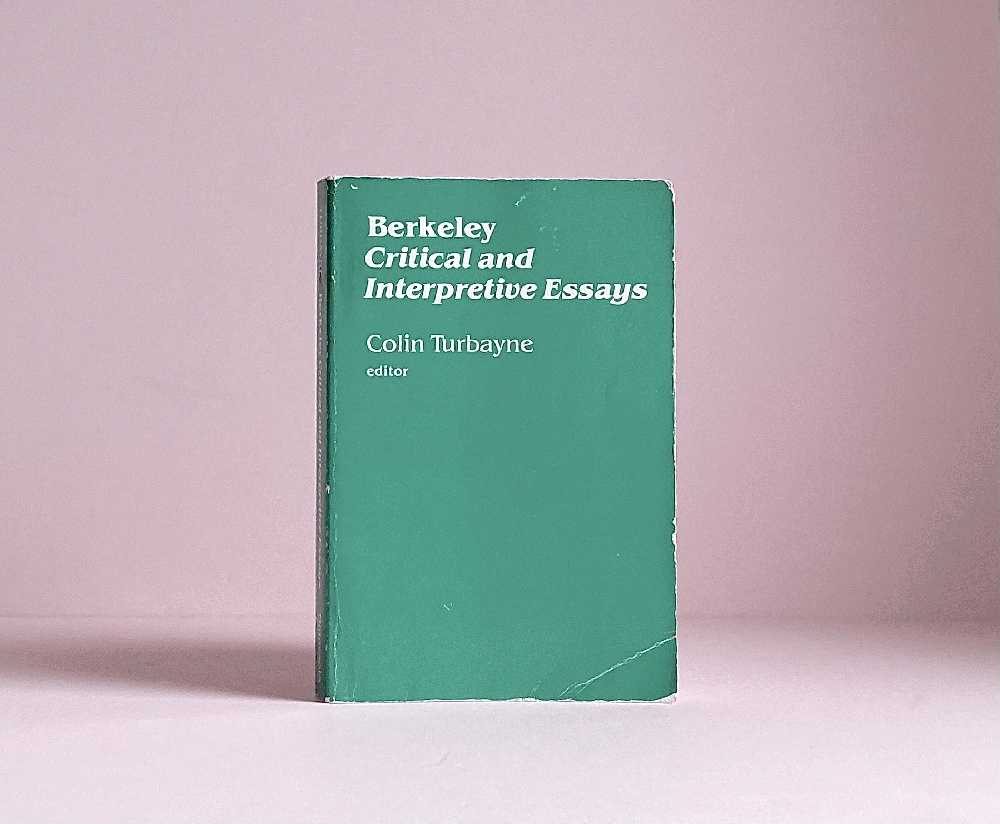 Berkeley
Critical and
Interpretive Essays
Colin Turbayne
editor